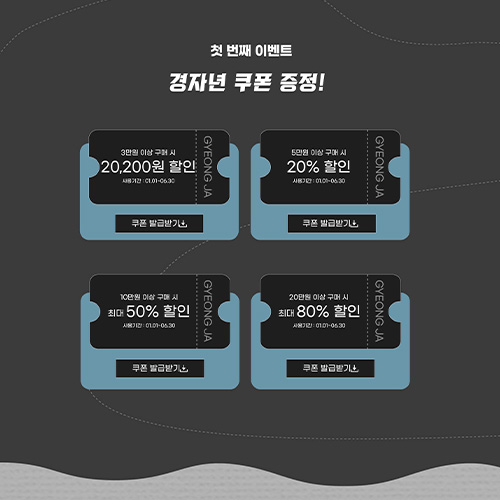 첫 번째 이벤트
경자년 쿠폰 증정!
3만원 이상 구매 시
20,200원 할인
사용기간 : 01.01~06.30
GYEONG JA
쿠폰 발급받기
5만원 이상 구매 시
20% 할인
사용기간 : 01.01~06.30
GYEONG JA
쿠폰 발급받기
10만원 이상 구매 시
최대 50% 할인
사용기간 : 01.01~06.30
GYEONG JA
쿠폰 발급받기
20만원 이상 구매 시
최대 80% 할인
사용기간 : 01.01~06.30
GYEONG JA
쿠폰 발급받기